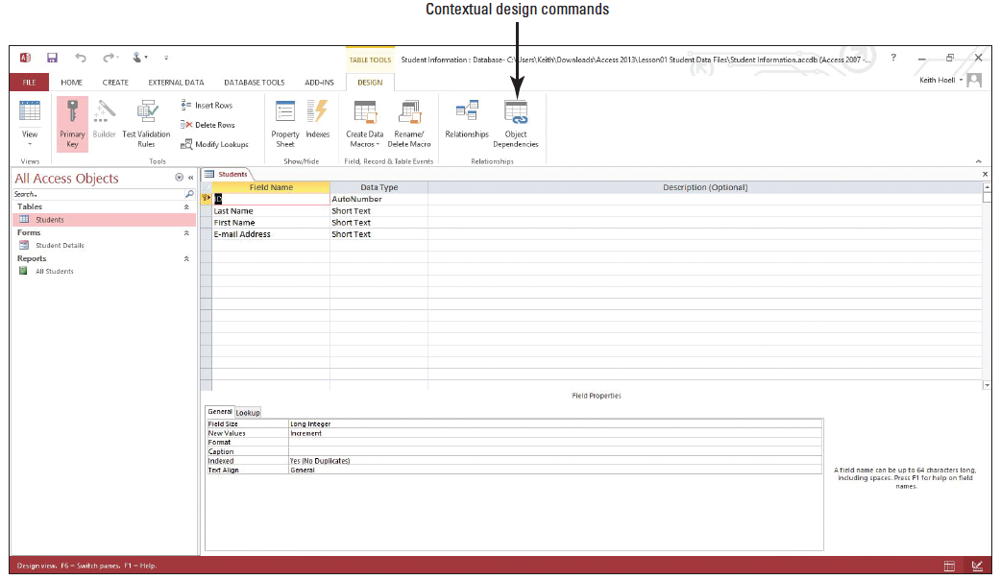 Contextual design commands
TABLE TOOLS
Student Information : Database- C:\Users\Keith\Downloads\Access 2013\Lesson01 Student Data Files\Student Information.accdb (Access 2007 -...
?
FILE HOME CREATE EXTERNAL DATA DATABASE TOOLS ADD-INS DESIGN
Keith Hoell
View
Primary Key
Builder
Test Validation Rules
Insert Rows
Delete Rows
Modify Lookups
Property Sheet
Indexes
Create Data Macros
Rename/ Delete Macro
Relationships
Object Dependencies
Views
Tools
Show/Hide
Field, Record & Table Events
Relationships
All Access Objects
Search...
Tables
Students
Forms
Student Details
Reports
All Students
Students
Field Name Data Type Description (Optional)
ID AutoNumber
Last Name Short Text
First Name Short Text
E-mail Address Short Text
Field Properties
General Lookup
Field Size Long Integer
New Values Increment
Format
Caption
Indexed Yes (No Duplicates)
Text Align General
A field name can be up to 64 characters long,
including spaces. Press F1 for help on field
names.
Design view. F6 = Switch panes. F1 = Help.